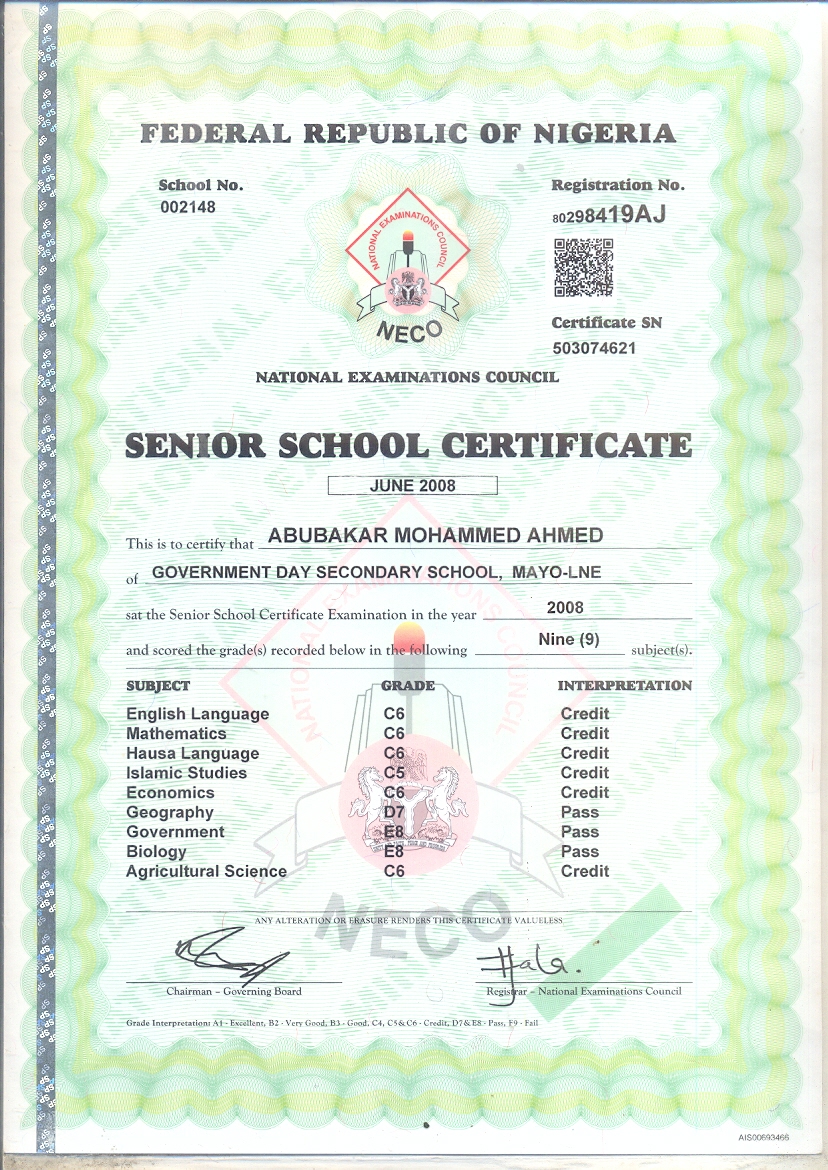 FEDERAL REPUBLIC OF NIGERIA
School No.
002148
Registration No.
80298419AJ
NATIONAL EXAMINATIONS COUNCIL
NECO
Certificate SN
503074621
NATIONAL EXAMINATIONS COUNCIL
SENIOR SCHOOL CERTIFICATE
JUNE 2008
This is to certify that ABUBAKAR MOHAMMED AHMED
of GOVERNMENT DAY SECONDARY SCHOOL, MAYO-LNE
sat the Senior School Certificate Examination in the year 2008
and scored the grade(s) recorded below in the following Nine (9) subject(s).
SUBJECT GRADE INTERPRETATION
English Language C6 Credit
Mathematics C6 Credit
Hausa Language C6 Credit
Islamic Studies C5 Credit
Economics C6 Credit
Geography D7 Pass
Government E8 Pass
Biology E8 Pass
Agricultural Science C6 Credit
NATIONAL EXAMINATIONS COUNCIL
NECO
ANY ALTERATION OR ERASURE RENDERS THIS CERTIFICATE VALUELESS.
Chairman – Governing Board
Registrar – National Examinations Council
Grade Interpretation: A1 - Excellent, B2 - Very Good, B3 - Good, C4, C5 & C6 - Credit, D7 & E8 - Pass, F9 - Fail
AIS00693466